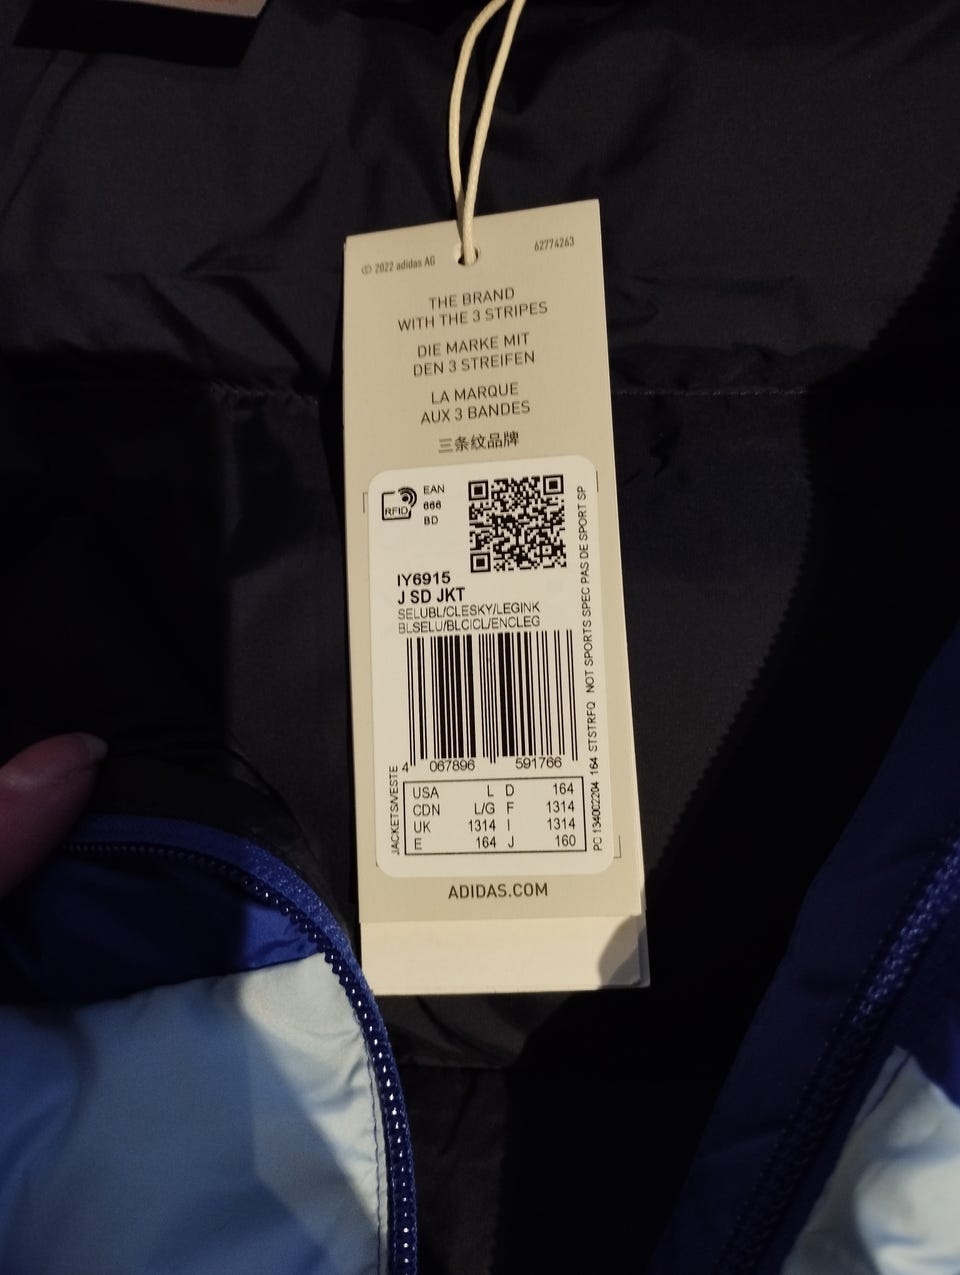 © 2022 adidas AG
62774263
THE BRAND
WITH THE 3 STRIPES
DIE MARKE MIT
DEN 3 STREIFEN
LA MARQUE
AUX 3 BANDES
三条纹品牌
RFID
EAN
666
BD
IY6915
J SD JKT
SELUBL/CLESKY/LEGINK
BLSELU/BLCICL/ENCLEG
4 067896 591766
USA L D 164
CDN L/G F 1314
UK 1314 I 1314
E 164 J 160
JACKETS/VESTE
PC 134002204 164 STSTRFQ NOT SPORTS SPEC PAS DE SPORT SP
ADIDAS.COM